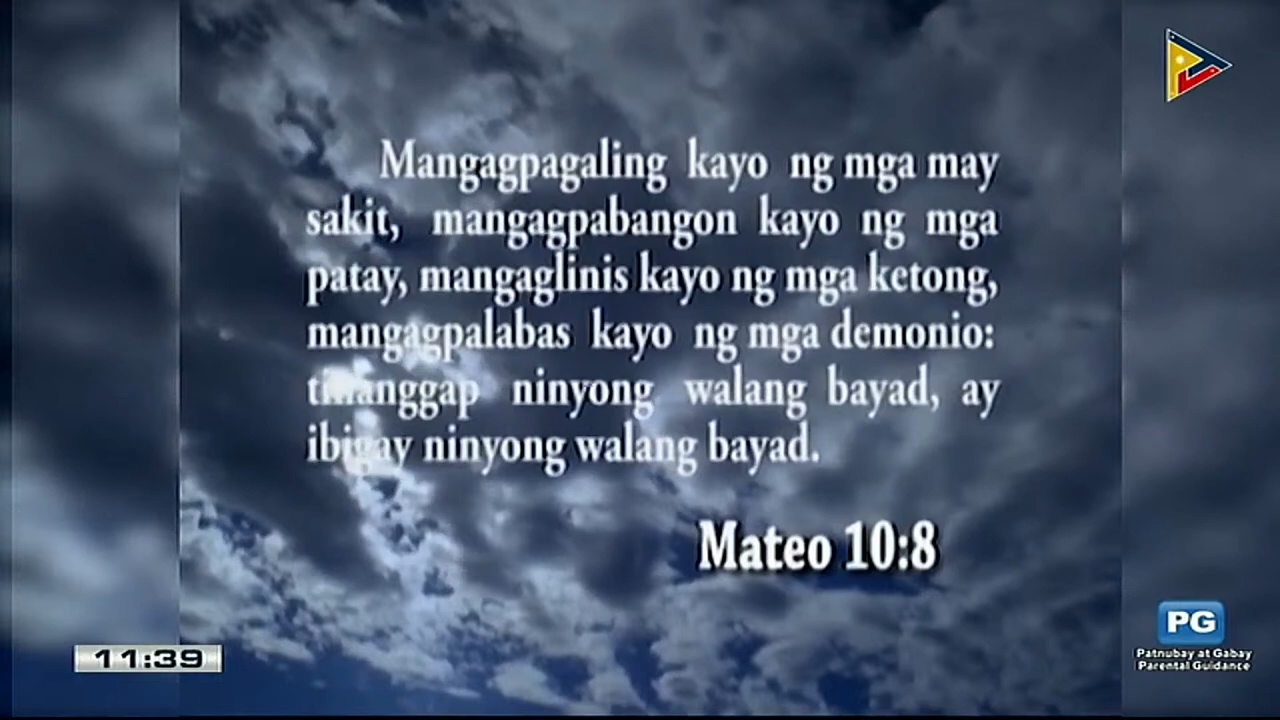 Mangagpagaling kayo ng mga may
sakit, mangagpabangon kayo ng mga
patay, mangaglinis kayo ng mga ketong,
mangagpalabas kayo ng mga demonio:
tinanggap ninyong walang bayad, ay
ibigay ninyong walang bayad.
Mateo 10:8
11:39
PG
Patnubay at Gabay
Parental Guidance